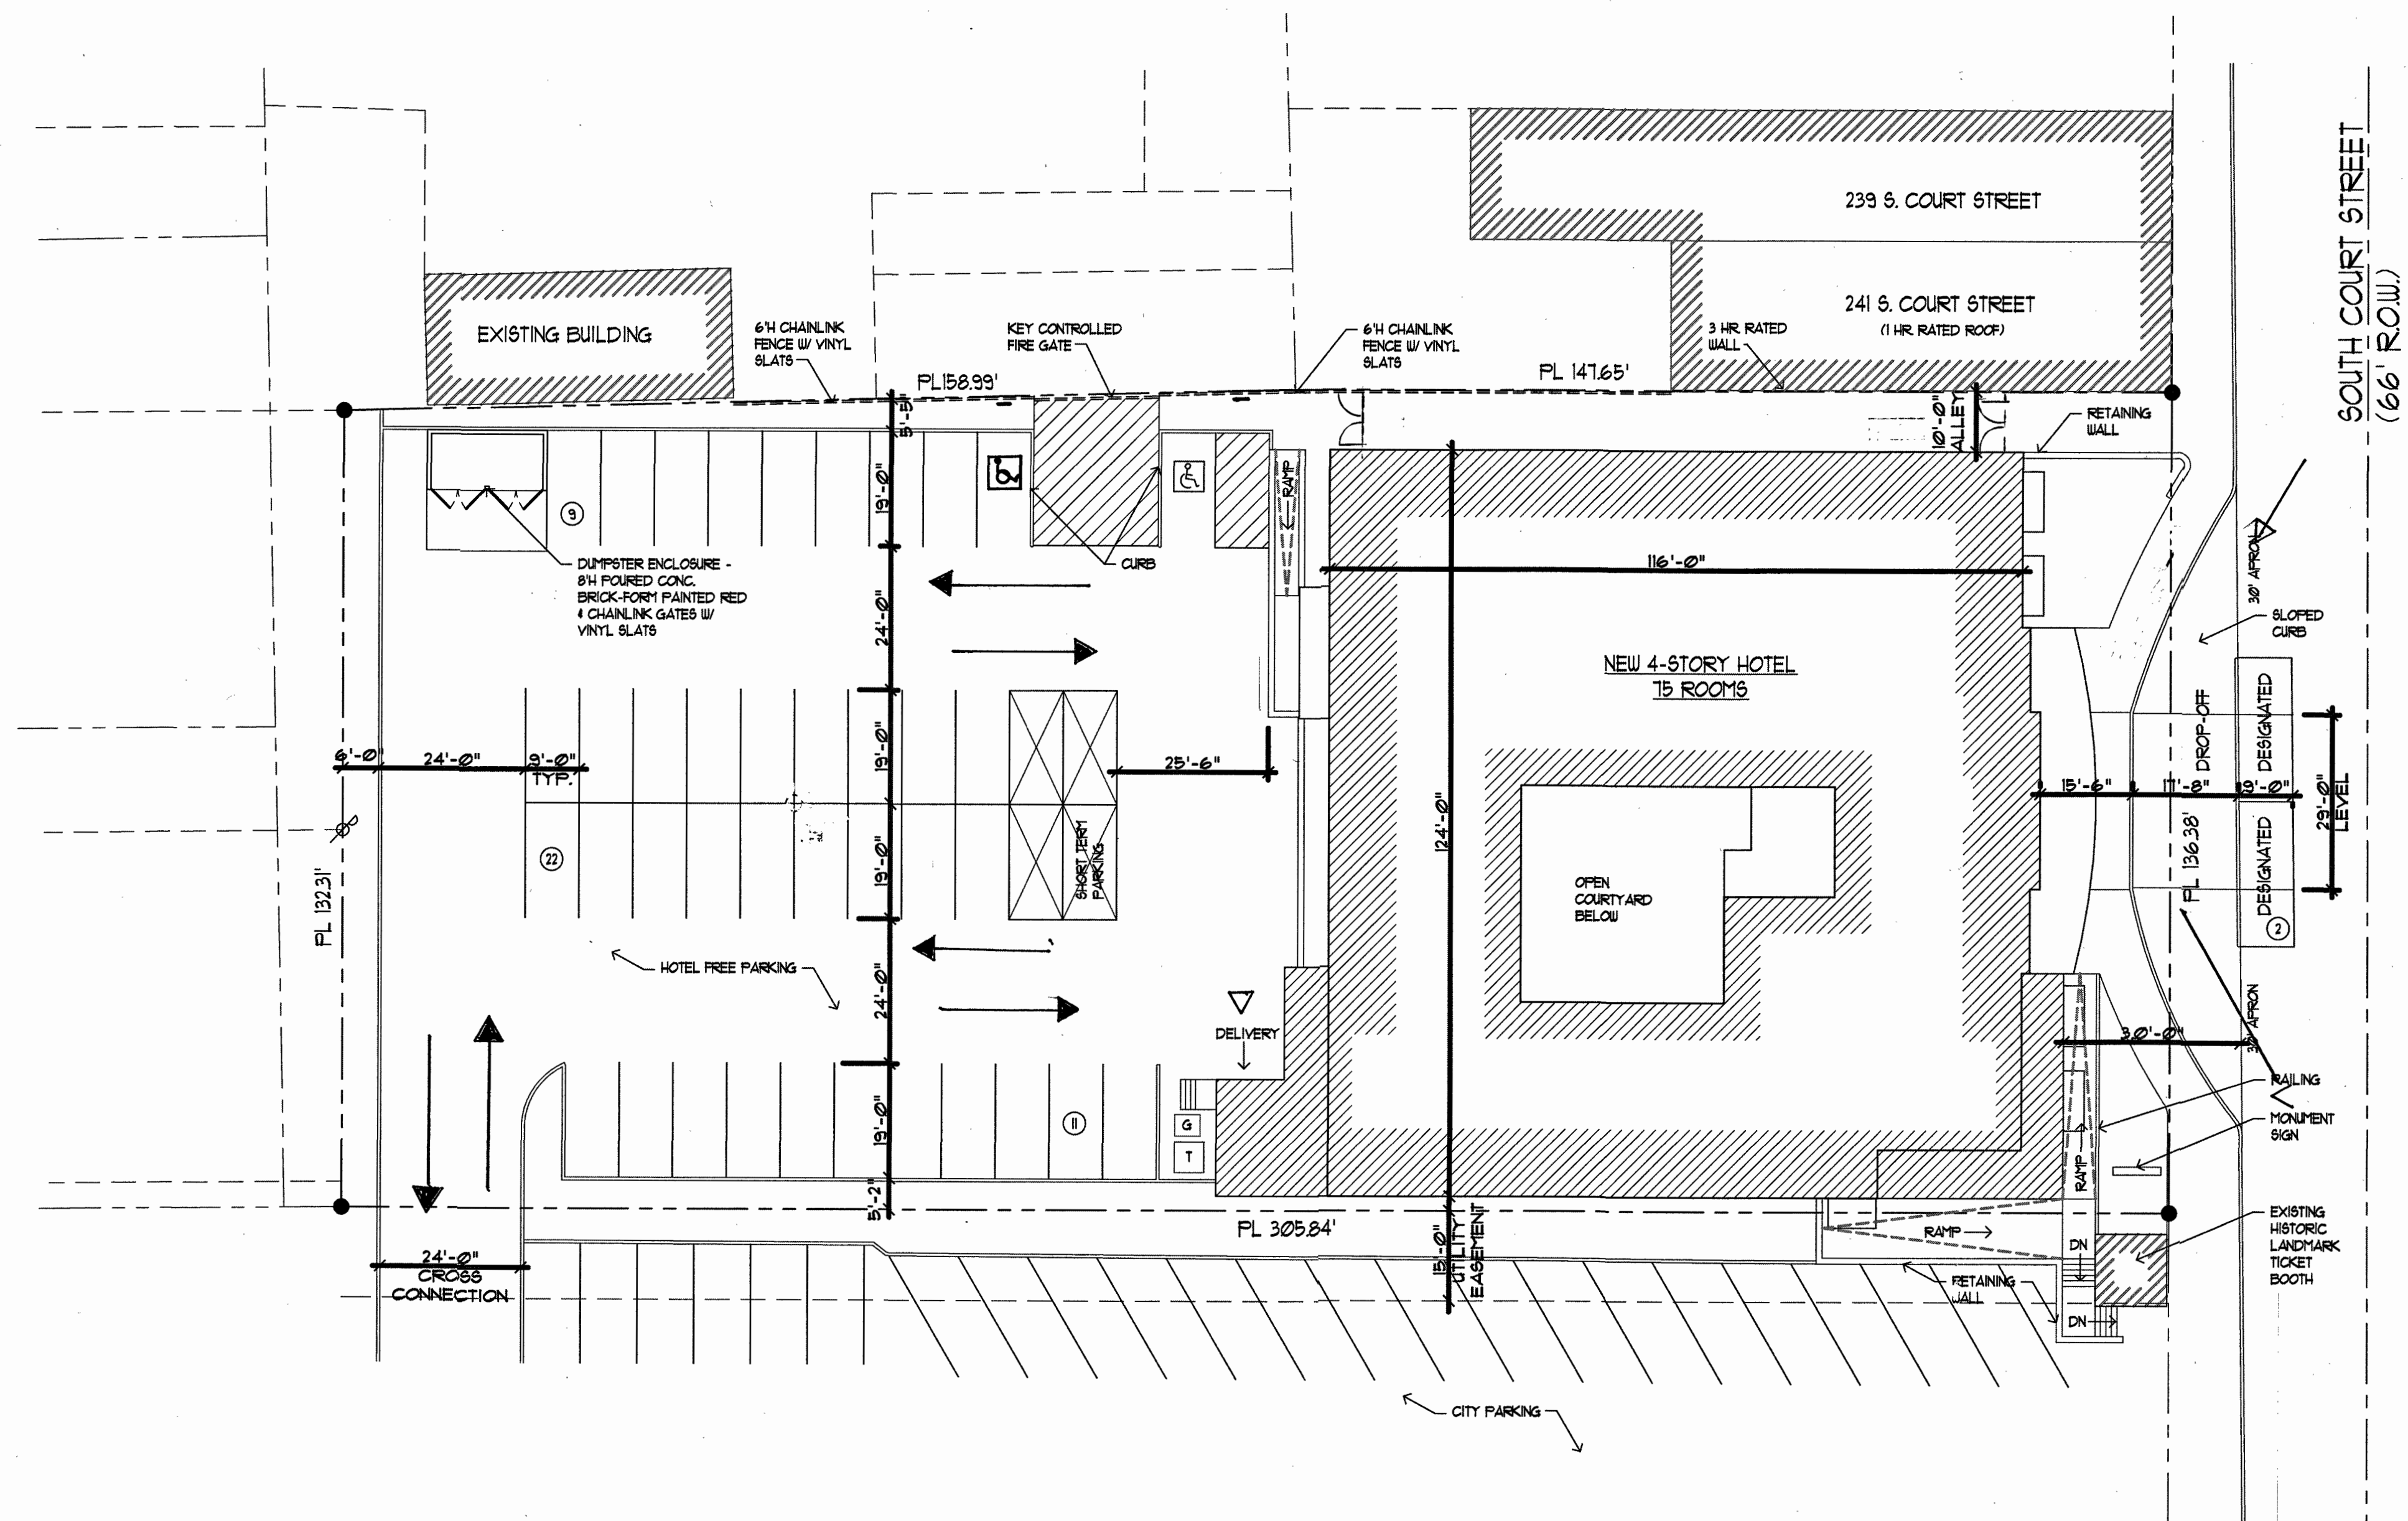 239 S. COURT STREET
241 S. COURT STREET
(1 HR. RATED ROOF)
SOUTH COURT STREET
(66' R.O.W.)
EXISTING BUILDING
6'H CHAINLINK
FENCE W/ VINYL
SLATS
KEY CONTROLLED
FIRE GATE
6'H CHAINLINK
FENCE W/ VINYL
SLATS
3 HR. RATED
WALL
PL 158.99'
PL 147.65'
5'-5"
10'-0"
ALLEY
RETAINING
WALL
19'-0"
9
RAMP
CURB
DUMPSTER ENCLOSURE -
8'H POURED CONC.
BRICK-FORM PAINTED RED
& CHAINLINK GATES W/
VINYL SLATS
24'-0"
116'-0"
30' APRON
SLOPED
CURB
NEW 4-STORY HOTEL
75 ROOMS
6'-0"
24'-0"
9'-0"
TYP.
19'-0"
25'-6"
DROP-OFF
DESIGNATED
15'-6"
17'-8"
9'-0"
29'-0"
LEVEL
124'-0"
PL 132.31'
22
19'-0"
SHORT TERM
PARKING
OPEN
COURTYARD
BELOW
PL 136.38'
DESIGNATED
2
HOTEL FREE PARKING
24'-0"
DELIVERY
30' APRON
30'-0"
RAILING
MONUMENT
SIGN
19'-0"
11
G
T
RAMP
5'-2"
PL 305.84'
15'-0"
UTILITY
EASEMENT
RAMP
DN
EXISTING
HISTORIC
LANDMARK
TICKET
BOOTH
24'-0"
CROSS
CONNECTION
RETAINING
WALL
DN
CITY PARKING